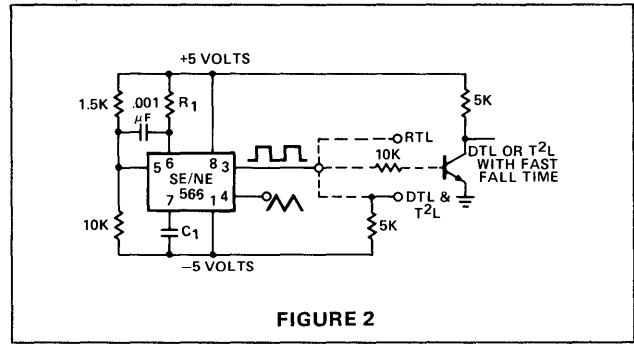 +5 VOLTS
1.5K
.001
μF
R1
5K
RTL
10K
5
6
8
3
SE/NE
566
7
1
4
DTL OR T²L
WITH FAST
FALL TIME
DTL &
T²L
10K
C1
5K
−5 VOLTS
FIGURE 2